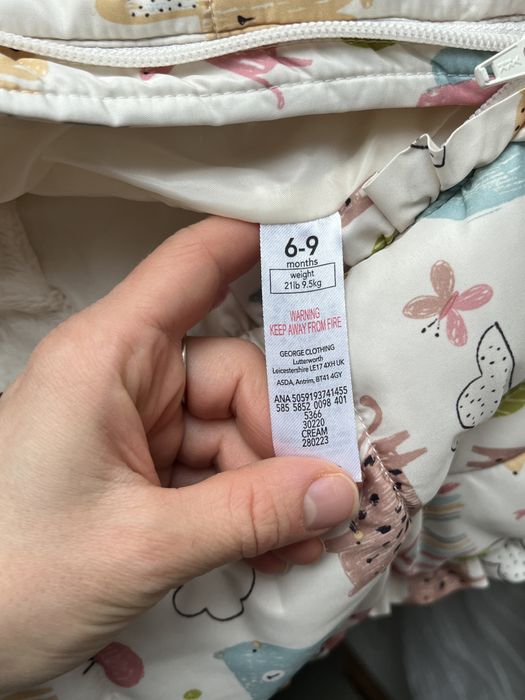 6-9
months
weight
21lb 9.5kg
WARNING
KEEP AWAY FROM FIRE
GEORGE CLOTHING
Lutterworth
Leicestershire LE17 4XH UK
ASDA, Antrim, BT41 4GY
ANA 5059193741455
585 5852 0098 401
5366
30220
CREAM
280223